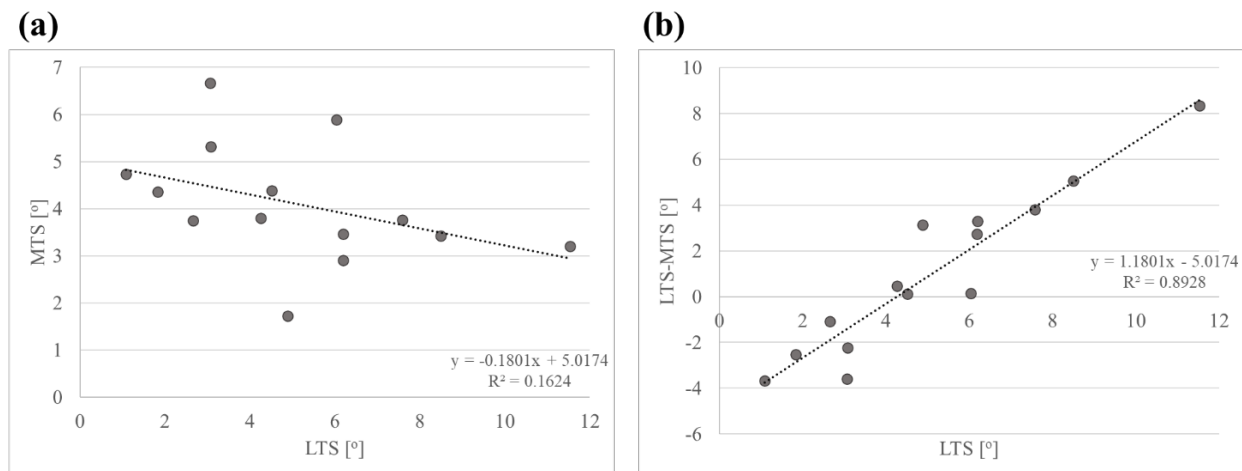 (a)
7
6
5
4
3
2
1
0
MTS [º]
0 2 4 6 8 10 12
LTS [º]
y = -0.1801x + 5.0174
R² = 0.1624
(b)
10
8
6
4
2
0
-2
-4
-6
LTS-MTS [º]
2 4 6 8 10 12
LTS [º]
y = 1.1801x - 5.0174
R² = 0.8928